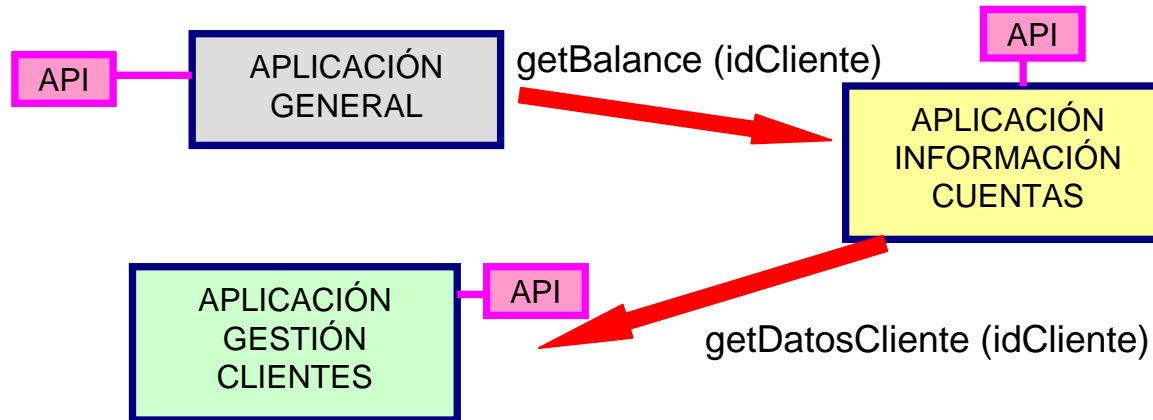 API
APLICACIÓN
GENERAL
getBalance (idCliente)
API
APLICACIÓN
INFORMACIÓN
CUENTAS
APLICACIÓN
GESTIÓN
CLIENTES
API
getDatosCliente (idCliente)